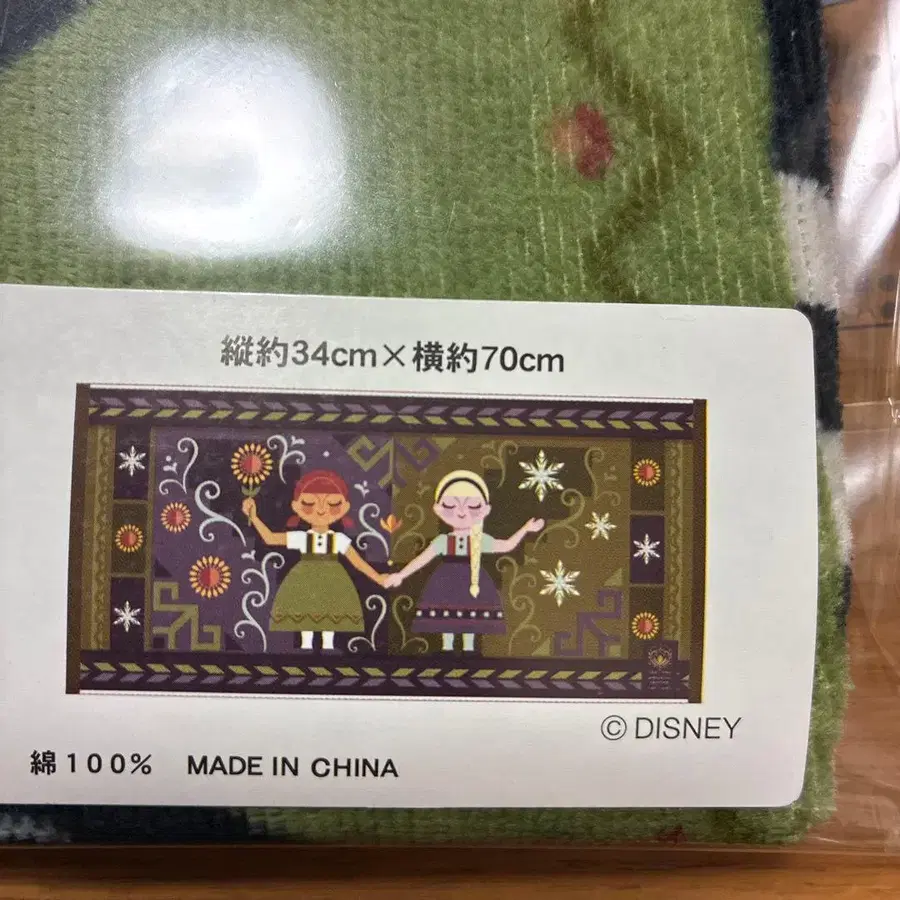 縦約34cm×横約70cm
©DISNEY
綿100% MADE IN CHINA